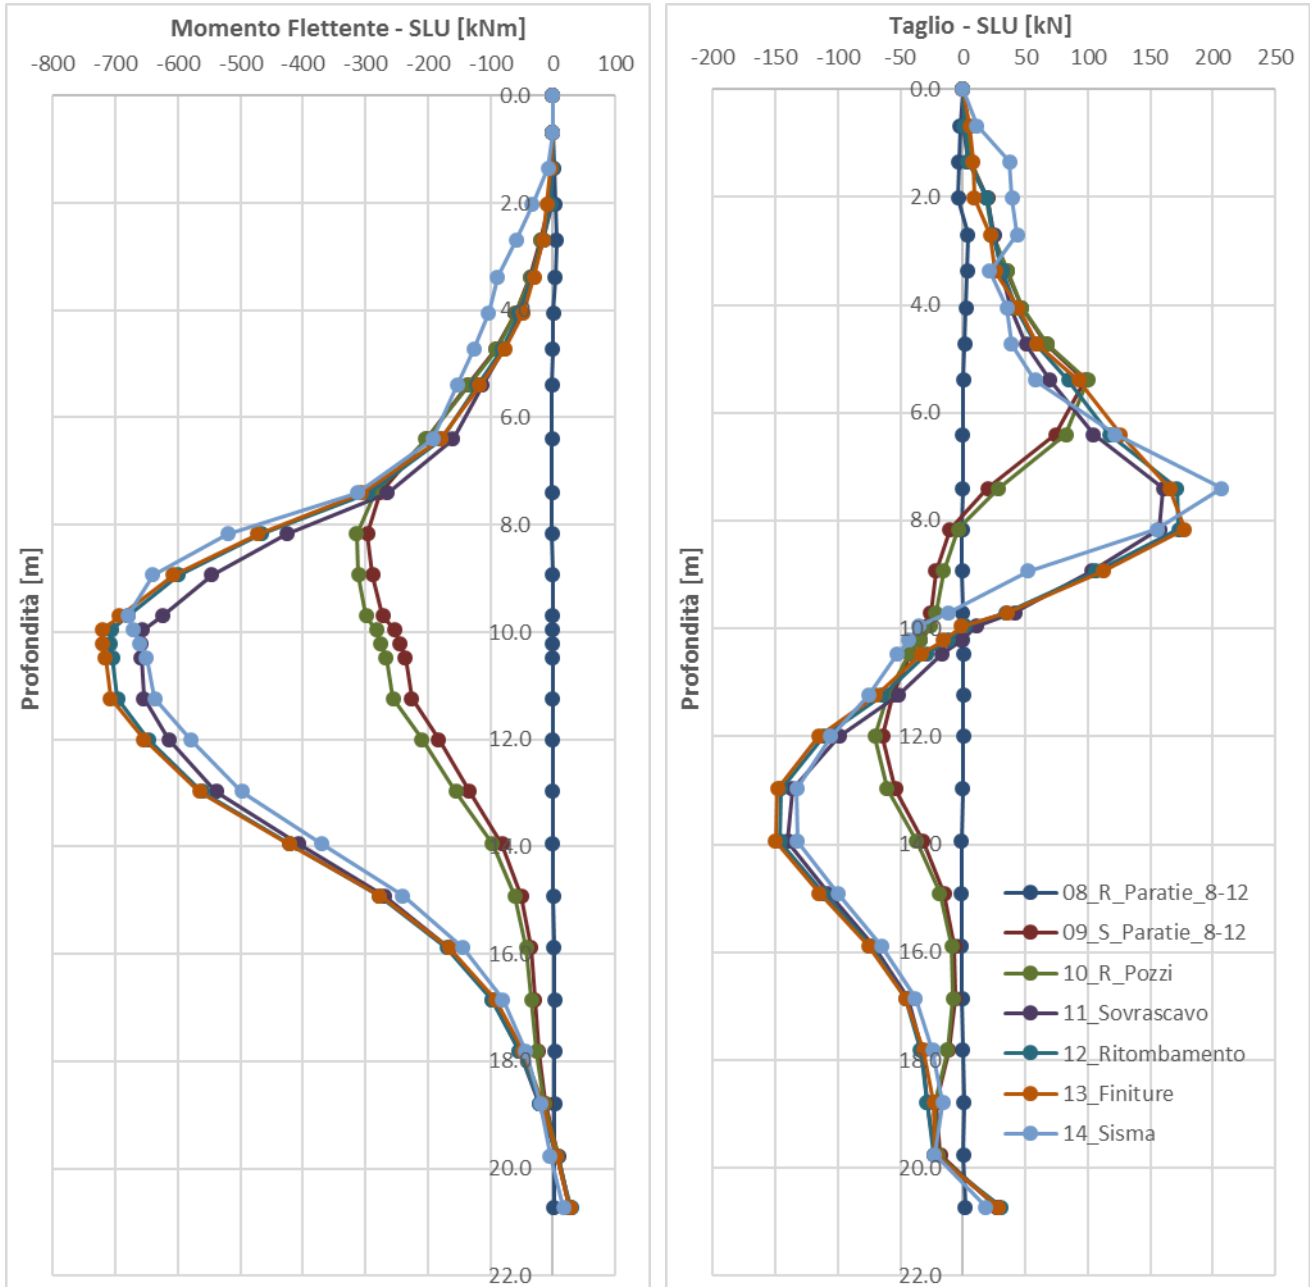 Momento Flettente - SLU [kNm]
-800 -700 -600 -500 -400 -300 -200 -100 0 100
0.0
2.0
4.0
6.0
8.0
10.0
12.0
14.0
16.0
18.0
20.0
22.0
Profondità [m]
Taglio - SLU [kN]
-200 -150 -100 -50 0 50 100 150 200 250
0.0
2.0
4.0
6.0
8.0
10.0
12.0
14.0
16.0
18.0
20.0
22.0
Profondità [m]
08_R_Paratie_8-12
09_S_Paratie_8-12
10_R_Pozzi
11_Sovrascavo
12_Ritombamento
13_Finiture
14_Sisma